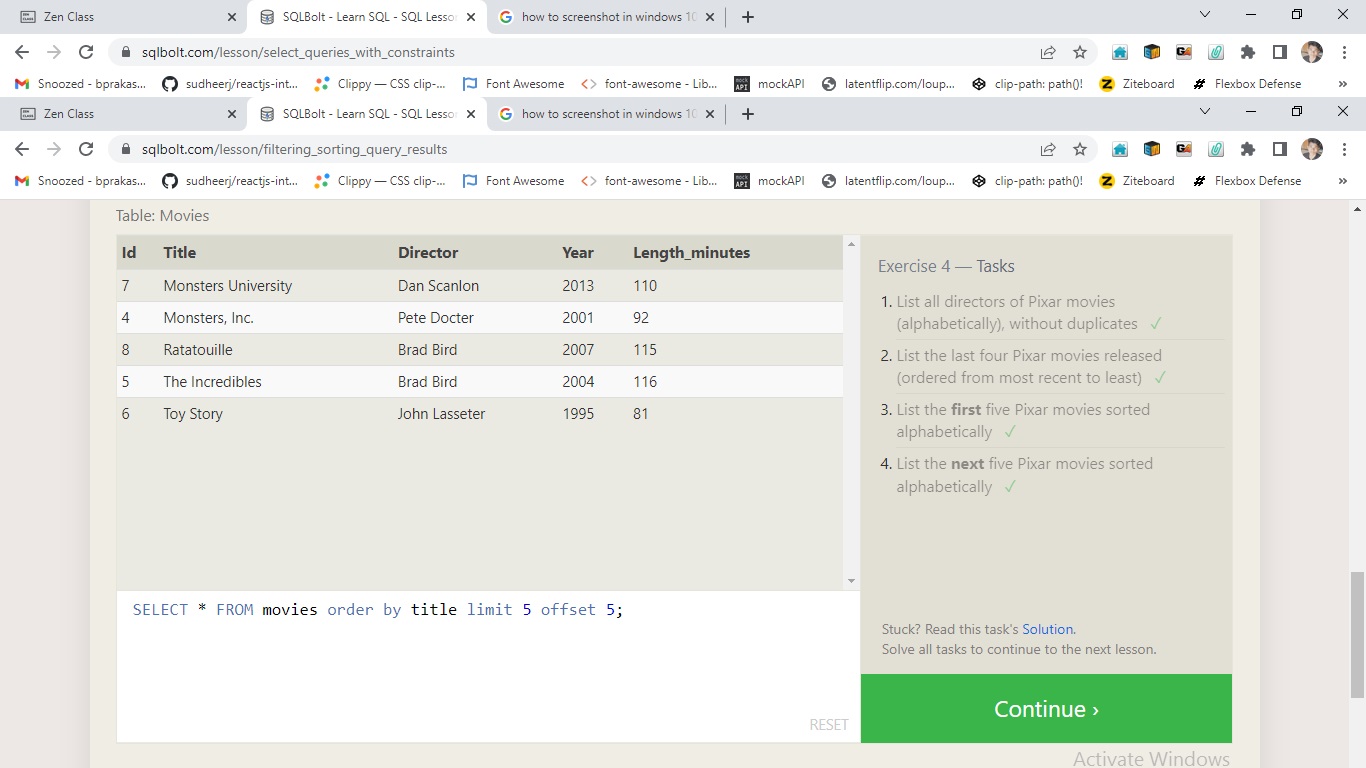 Zen Class SQLBolt - Learn SQL - SQL Lesso how to screenshot in windows 10
sqlbolt.com/lesson/select_queries_with_constraints
Snoozed - bprakas... sudheerj/reactjs-int... Clippy — CSS clip-... Font Awesome font-awesome - Lib... mock API mockAPI latentflip.com/loup... clip-path: path()! Ziteboard Flexbox Defense »
Zen Class SQLBolt - Learn SQL - SQL Lesso how to screenshot in windows 10
sqlbolt.com/lesson/filtering_sorting_query_results
Snoozed - bprakas... sudheerj/reactjs-int... Clippy — CSS clip-... Font Awesome font-awesome - Lib... mock API mockAPI latentflip.com/loup... clip-path: path()! Ziteboard Flexbox Defense »
Table: Movies
Id Title Director Year Length_minutes
7 Monsters University Dan Scanlon 2013 110
4 Monsters, Inc. Pete Docter 2001 92
8 Ratatouille Brad Bird 2007 115
5 The Incredibles Brad Bird 2004 116
6 Toy Story John Lasseter 1995 81
SELECT * FROM movies order by title limit 5 offset 5;
RESET
Exercise 4 — Tasks
1. List all directors of Pixar movies
(alphabetically), without duplicates ✓
2. List the last four Pixar movies released
(ordered from most recent to least) ✓
3. List the first five Pixar movies sorted
alphabetically ✓
4. List the next five Pixar movies sorted
alphabetically ✓
Stuck? Read this task's Solution.
Solve all tasks to continue to the next lesson.
Continue ›
Activate Windows